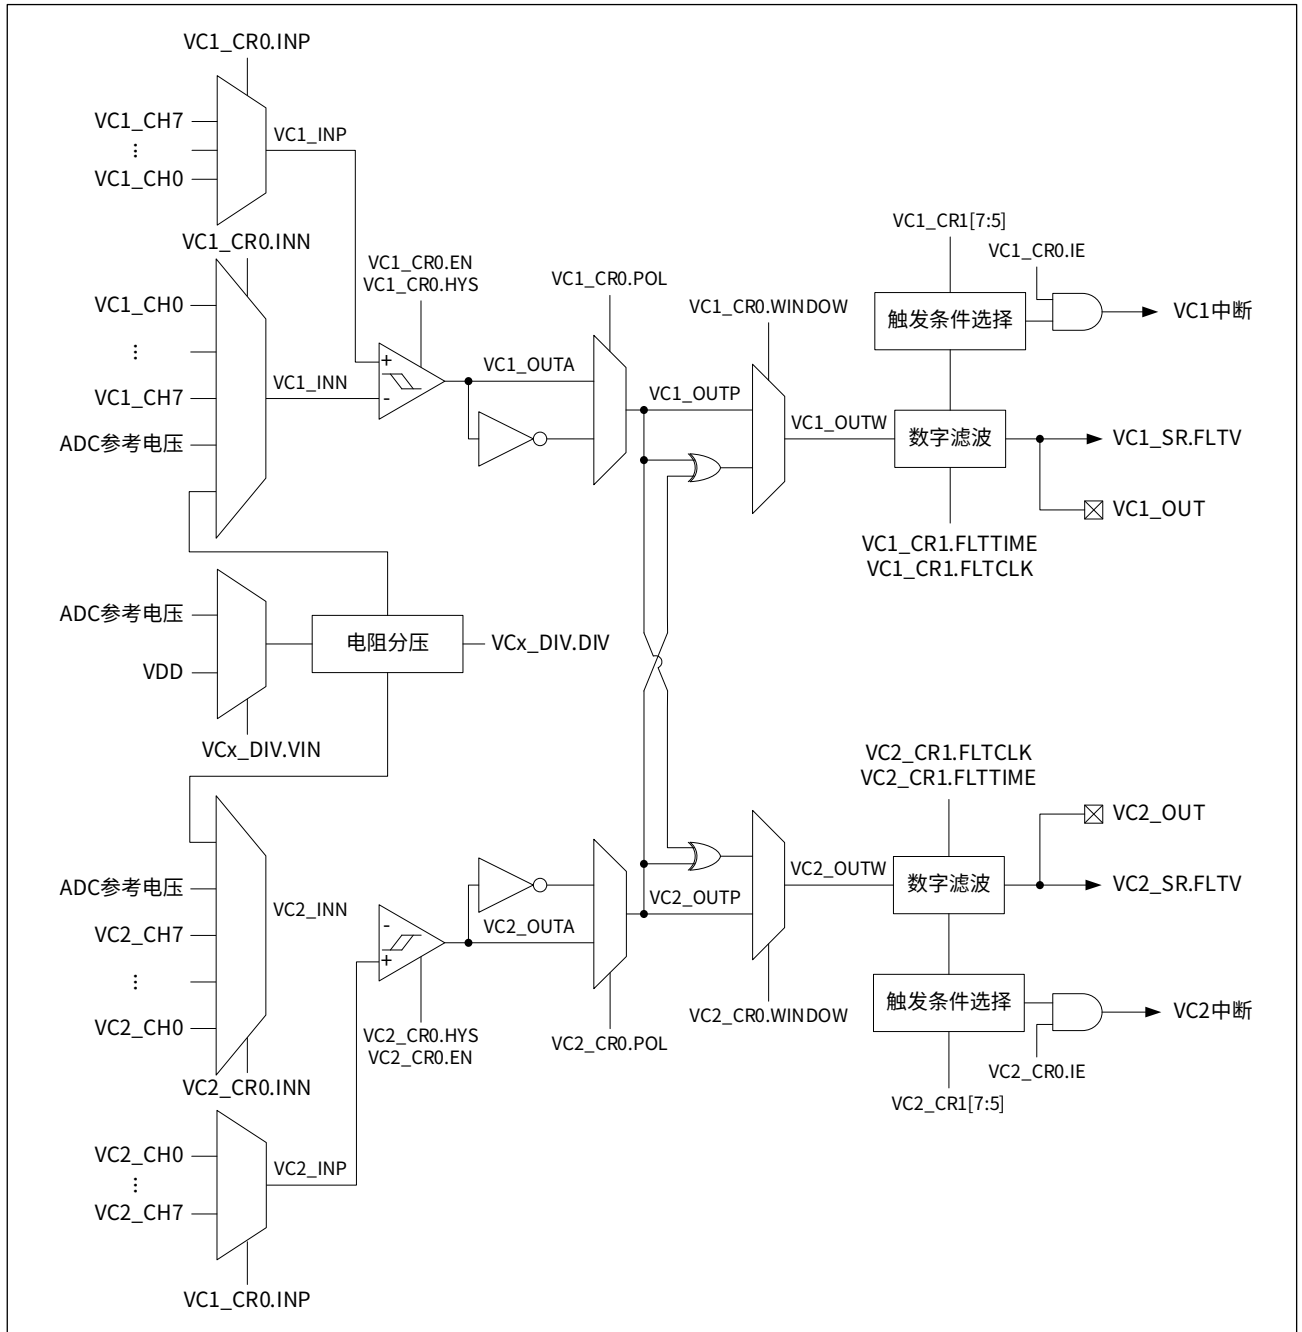 VC1_CR0.INP
VC1_CH7
⋮
VC1_CH0
VC1_INP
VC1_CR0.INN
VC1_CH0
⋮
VC1_CH7
ADC参考电压
VC1_INN
VC1_CR0.EN
VC1_CR0.HYS
+
-
VC1_OUTA
VC1_CR0.POL
VC1_OUTP
VC1_CR0.WINDOW
VC1_OUTW
VC1_CR1[7:5]
VC1_CR0.IE
触发条件选择
VC1中断
数字滤波
VC1_SR.FLTV
VC1_OUT
VC1_CR1.FLTTIME
VC1_CR1.FLTCLK
ADC参考电压
VDD
电阻分压
VCx_DIV.DIV
VCx_DIV.VIN
VC2_CR1.FLTCLK
VC2_CR1.FLTTIME
VC2_OUT
ADC参考电压
VC2_CH7
⋮
VC2_CH0
VC2_INN
-
+
VC2_OUTA
VC2_OUTP
VC2_OUTW
数字滤波
VC2_SR.FLTV
VC2_CR0.HYS
VC2_CR0.EN
VC2_CR0.POL
VC2_CR0.WINDOW
触发条件选择
VC2中断
VC2_CR0.IE
VC2_CR1[7:5]
VC2_CR0.INN
VC2_CH0
⋮
VC2_CH7
VC2_INP
VC1_CR0.INP